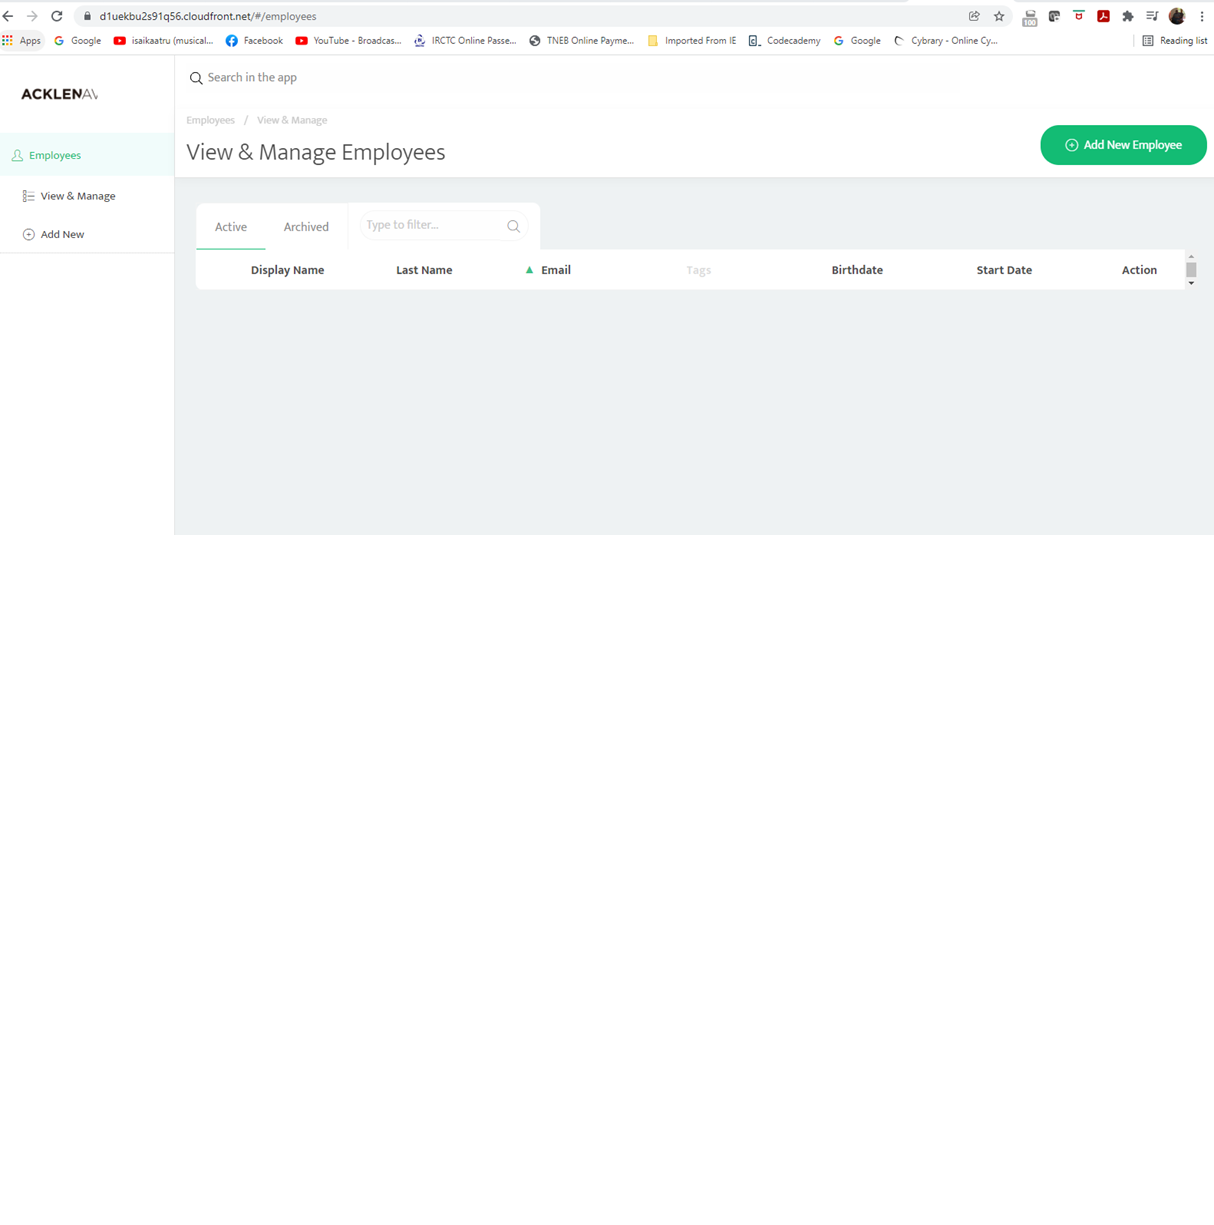 d1uekbu2s91q56.cloudfront.net/#/employees
100
Apps Google isaikaatru (musical... Facebook YouTube - Broadcas... IRCTC Online Passe... TNEB Online Payme... Imported From IE Codecademy Google Cybrary - Online Cy... Reading list
ACKLENAV
Search in the app
Employees / View & Manage
View & Manage Employees
Add New Employee
Employees
View & Manage
Add New
Active Archived Type to filter...
Display Name Last Name Email Tags Birthdate Start Date Action